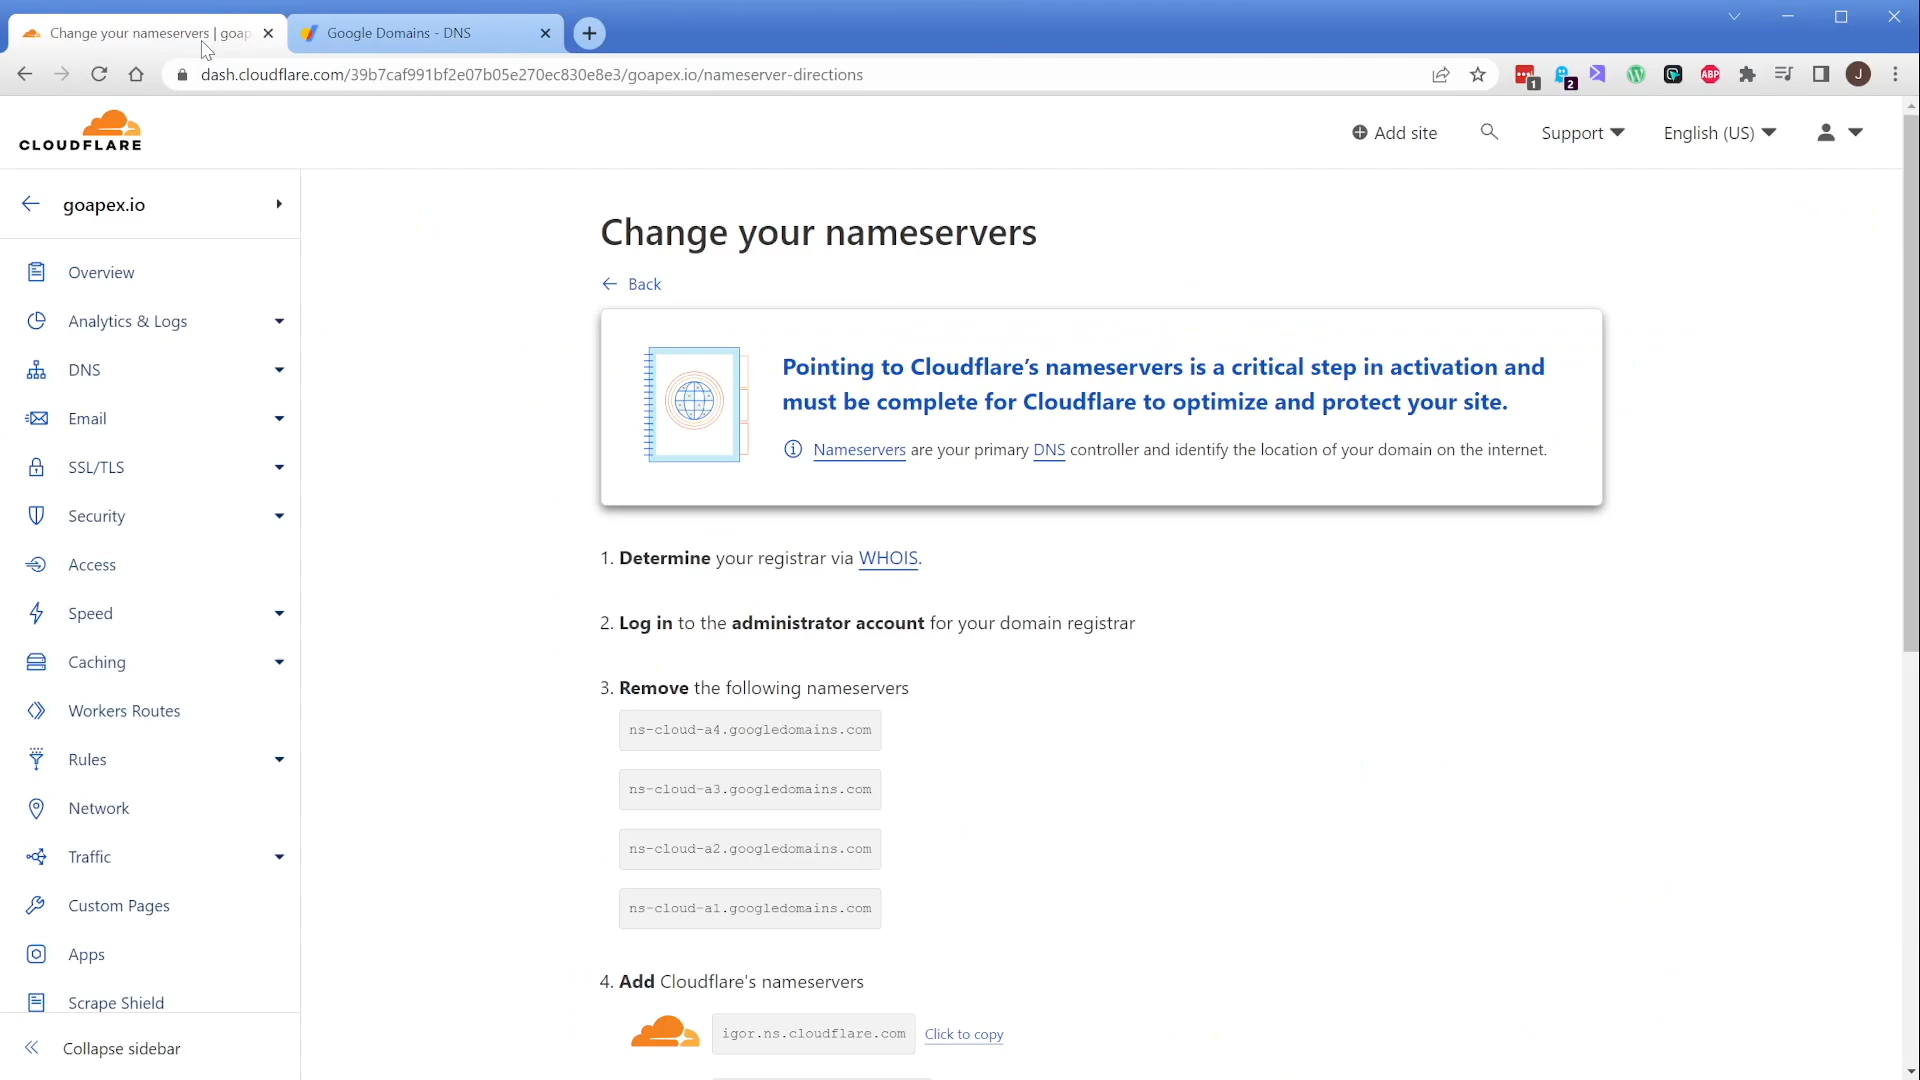 Change your nameservers | goap
Google Domains - DNS
dash.cloudflare.com/39b7caf991bf2e07b05e270ec830e8e3/goapex.io/nameserver-directions
1
2
ABP
J
CLOUDFLARE
Add site
Support
English (US)
goapex.io
Overview
Analytics & Logs
DNS
Email
SSL/TLS
Security
Access
Speed
Caching
Workers Routes
Rules
Network
Traffic
Custom Pages
Apps
Scrape Shield
Collapse sidebar
Change your nameservers
Back
Pointing to Cloudflare’s nameservers is a critical step in activation and
must be complete for Cloudflare to optimize and protect your site.
Nameservers are your primary DNS controller and identify the location of your domain on the internet.
1. Determine your registrar via WHOIS.
2. Log in to the administrator account for your domain registrar
3. Remove the following nameservers
ns-cloud-a4.googledomains.com
ns-cloud-a3.googledomains.com
ns-cloud-a2.googledomains.com
ns-cloud-a1.googledomains.com
4. Add Cloudflare's nameservers
igor.ns.cloudflare.com Click to copy